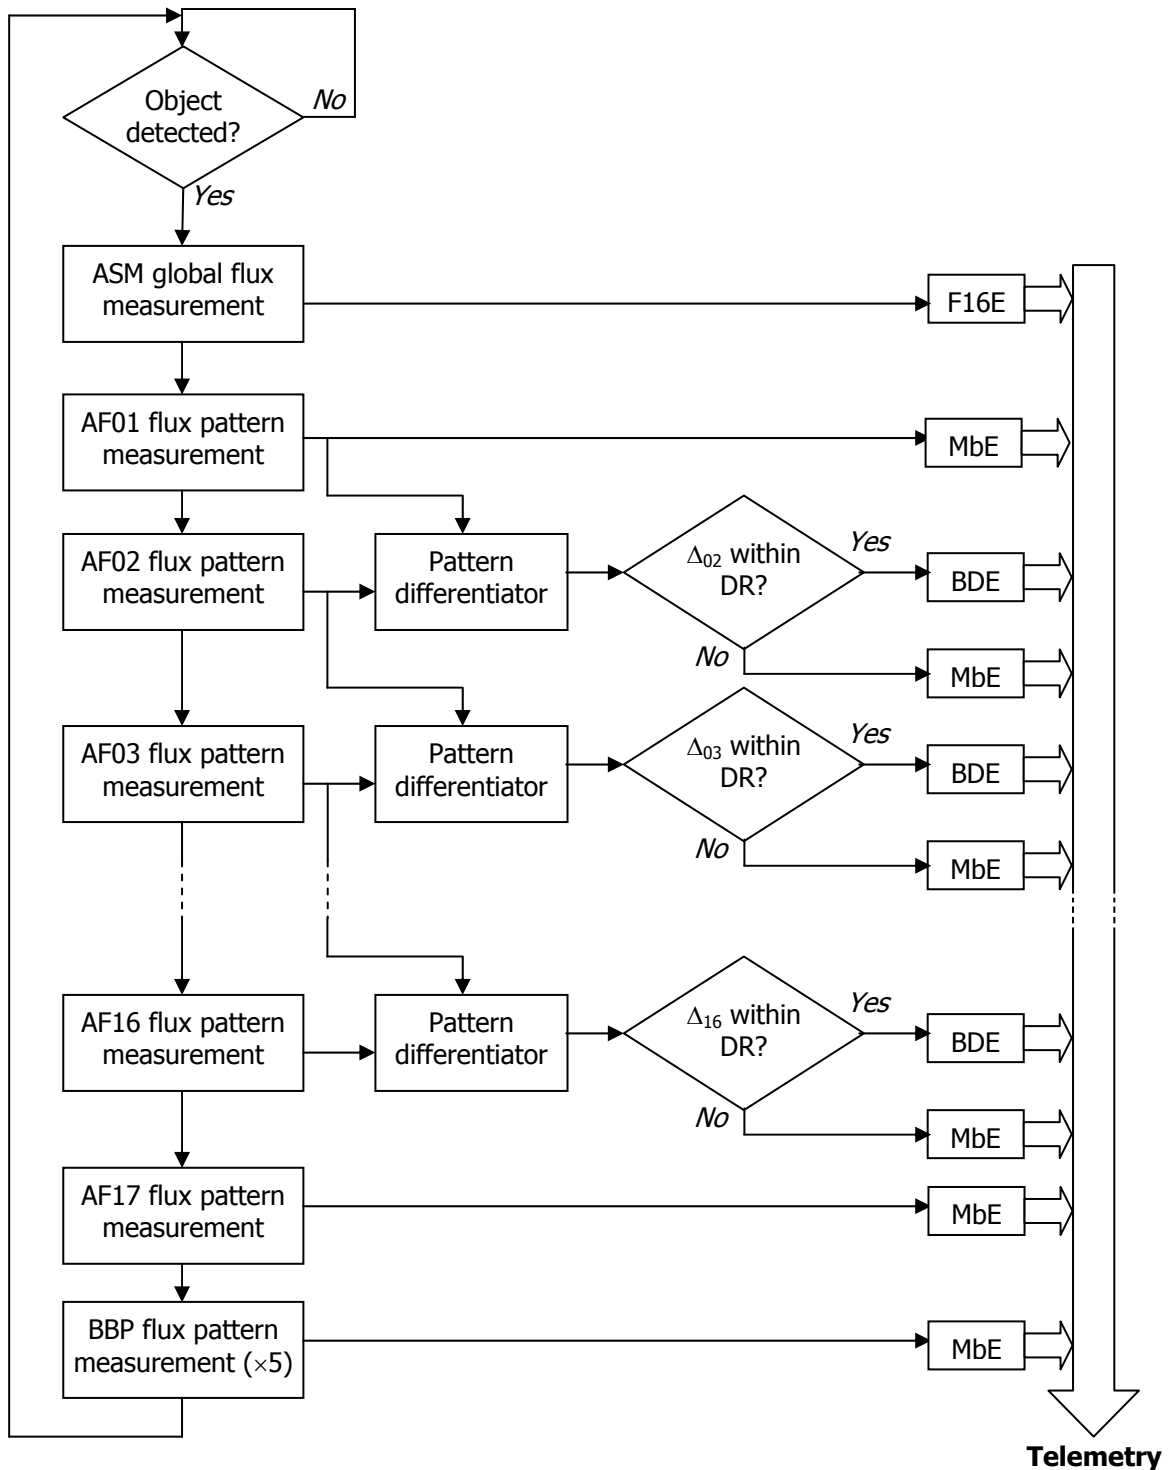 Object
detected?
No
Yes
ASM global flux
measurement
F16E
AF01 flux pattern
measurement
MbE
AF02 flux pattern
measurement
Pattern
differentiator
Δ02 within
DR?
Yes
BDE
No
MbE
AF03 flux pattern
measurement
Pattern
differentiator
Δ03 within
DR?
Yes
BDE
No
MbE
AF16 flux pattern
measurement
Pattern
differentiator
Δ16 within
DR?
Yes
BDE
No
MbE
AF17 flux pattern
measurement
MbE
BBP flux pattern
measurement (×5)
MbE
Telemetry